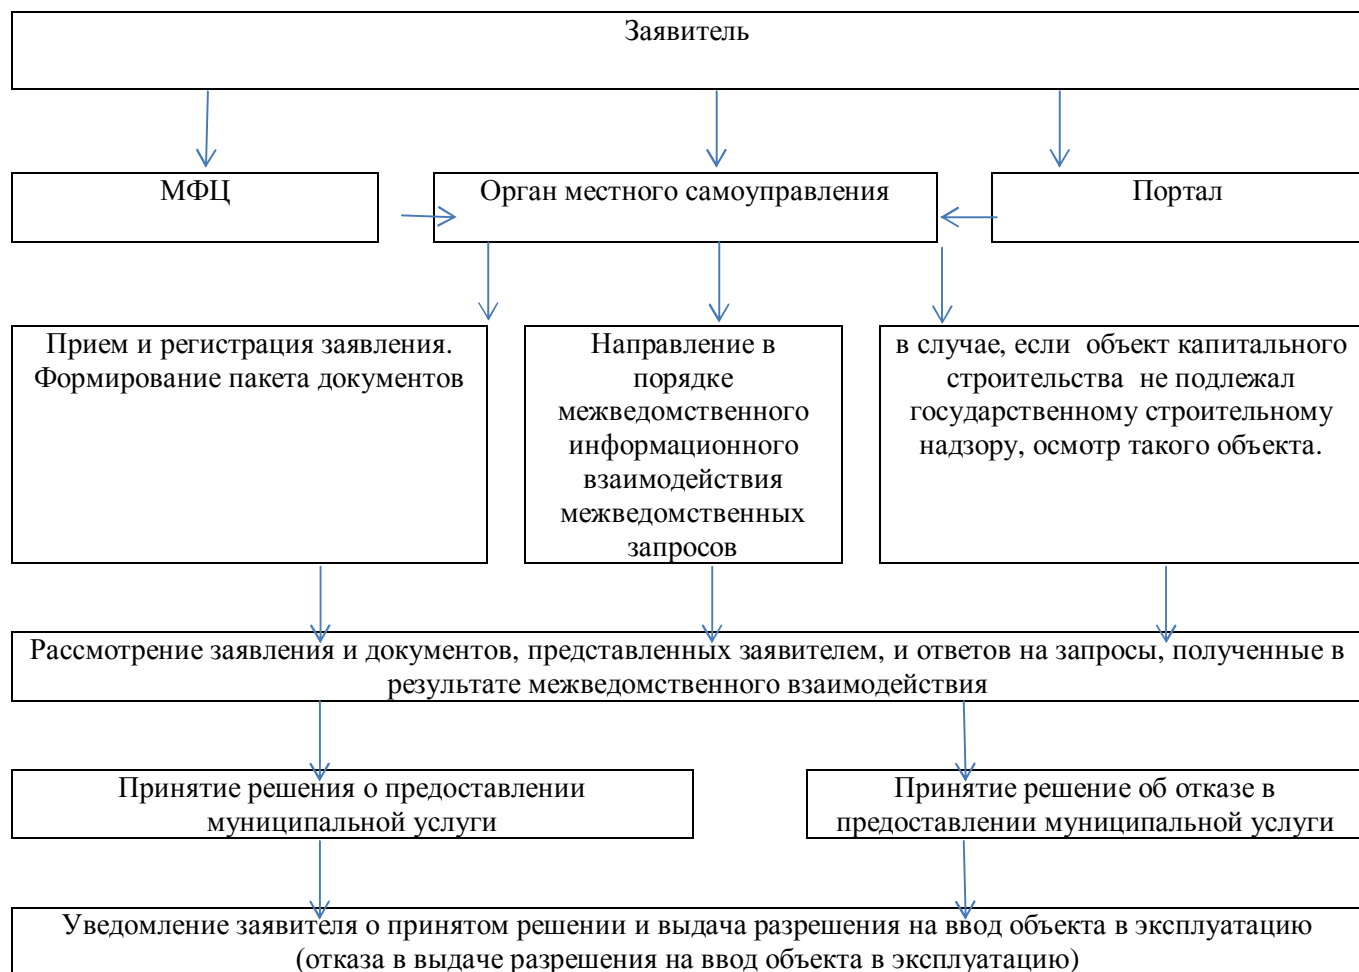 Заявитель
МФЦ
Орган местного самоуправления
Портал
Прием и регистрация заявления.
Формирование пакета документов
Направление в
порядке
межведомственного
информационного
взаимодействия
межведомственных
запросов
в случае, если объект капитального
строительства не подлежал
государственному строительному
надзору, осмотр такого объекта.
Рассмотрение заявления и документов, представленных заявителем, и ответов на запросы, полученные в
результате межведомственного взаимодействия
Принятие решения о предоставлении
муниципальной услуги
Принятие решение об отказе в
предоставлении муниципальной услуги
Уведомление заявителя о принятом решении и выдача разрешения на ввод объекта в эксплуатацию
(отказа в выдаче разрешения на ввод объекта в эксплуатацию)